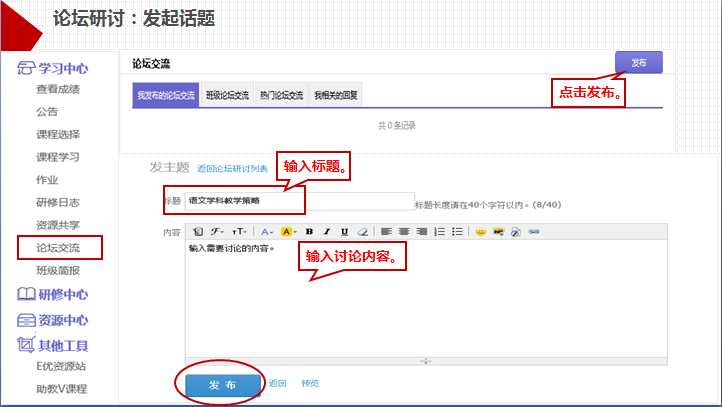 论坛研讨：发起话题
学习中心
查看成绩
公告
课程选择
课程学习
作业
研修日志
资源共享
论坛交流
班级简报
研修中心
资源中心
其他工具
E优资源站
助教V课程
论坛交流
发布
点击发布。
我发布的论坛交流 班级论坛交流 热门论坛交流 我相关的回复
共 0 条记录
发主题 返回论坛研讨列表
输入标题。
标题 语文学科教学策略 标题长度请在40个字符以内。(8/40)
内容
输入需要讨论的内容。
输入讨论内容。
发 布 返回 预览